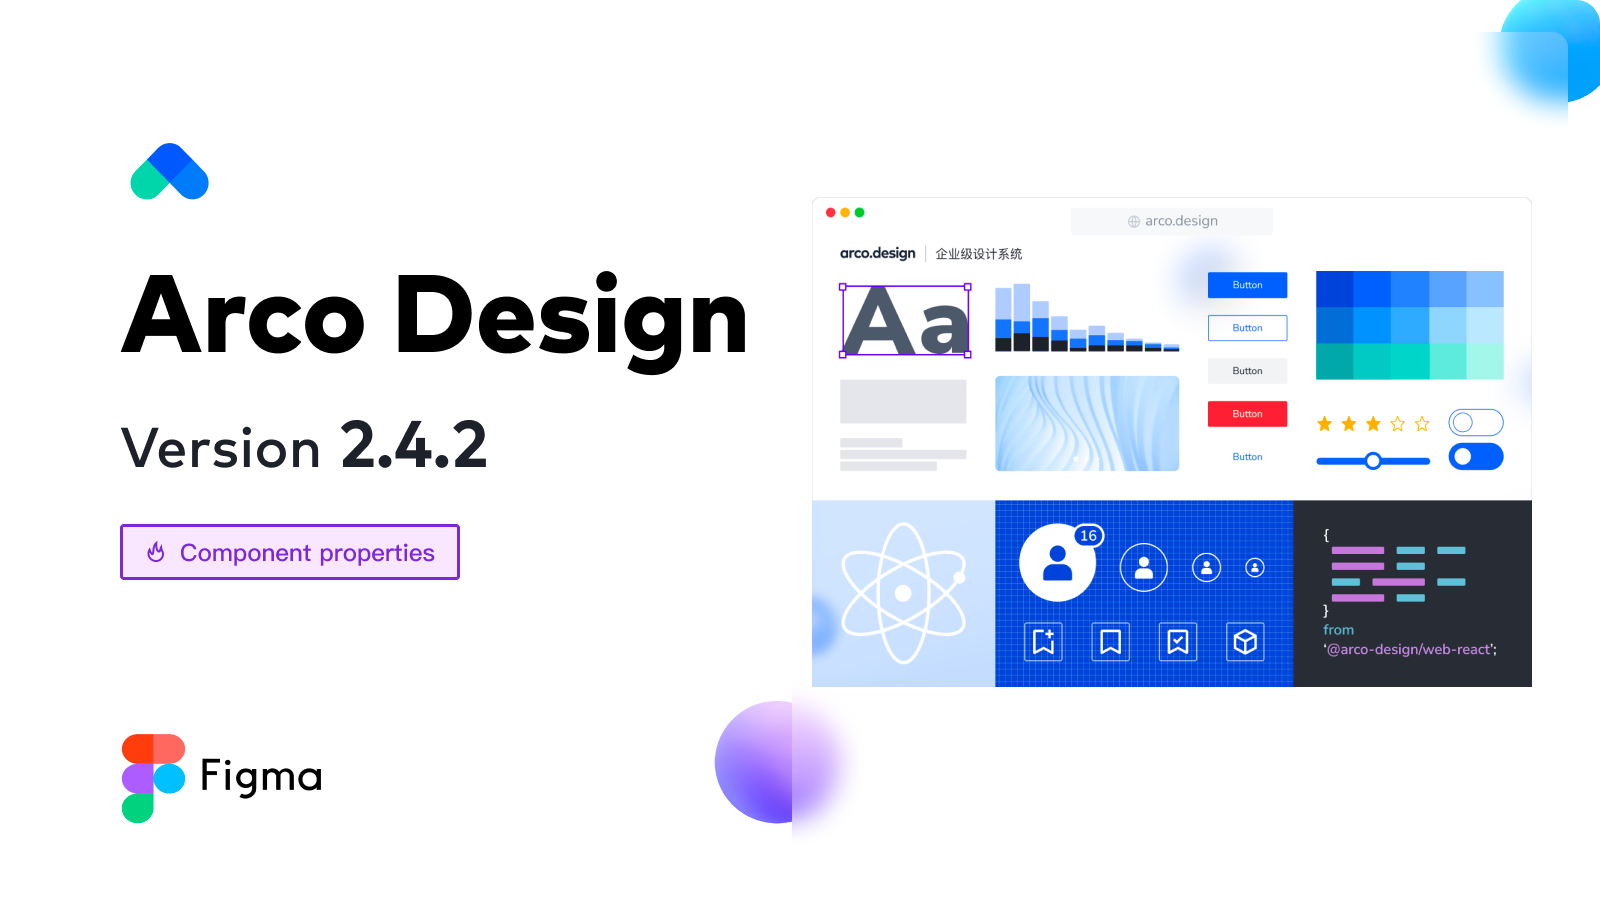 Arco Design
Version 2.4.2
Component properties
Figma
arco.design
arco.design | 企业级设计系统
Aa
Button
Button
Button
Button
Button
16
{
}
from
‘@arco-design/web-react’;